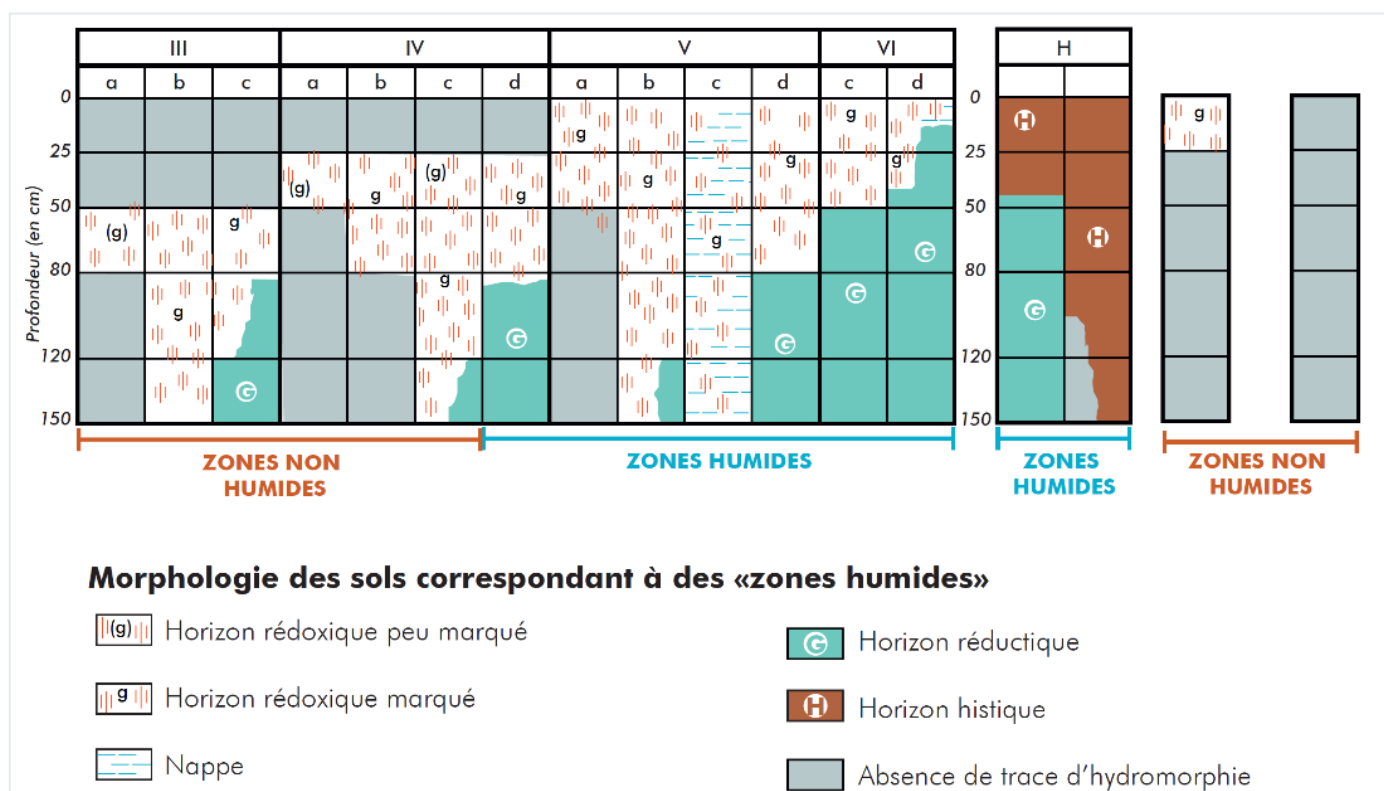 III IV V VI H
a b c a b c d a b c d c d
0 0
25 25
50 50
80 80
120 120
150 150
Profondeur (en cm)
(g) g g g G
(g) g (g) g g G
g g g g G
g G g G
H H G
g
ZONES NON
HUMIDES
ZONES HUMIDES
ZONES
HUMIDES
ZONES NON
HUMIDES
Morphologie des sols correspondant à des «zones humides»
(g) Horizon rédoxique peu marqué
g Horizon rédoxique marqué
Nappe
G Horizon réductique
H Horizon histique
Absence de trace d'hydromorphie